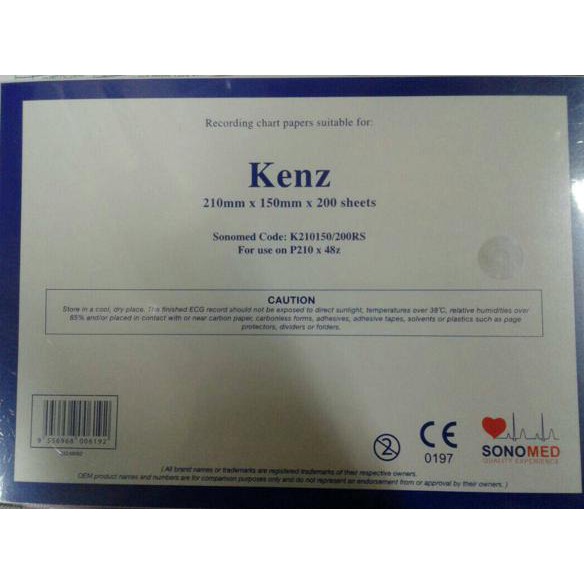 Recording chart papers suitable for:
Kenz
210mm x 150mm x 200 sheets
Sonomed Code: K210150/200RS
For use on P210 x 48z
CAUTION
Store in a cool, dry place. The finished ECG record should not be exposed to direct sunlight, temperatures over 38°C, relative humidities over
65% and/or placed in contact with or near carbon paper, carbonless forms, adhesives, adhesive tapes, solvents or plastics such as page
protectors, dividers or folders.
9 556968 006192
2
CE
0197
SONOMED
QUALITY EXPERIENCE
( All brand names or trademarks are registered trademarks of their respective owners.
OEM product names and numbers are for comparison purposes only and do not represent an endorsement from or approval by their owners. )